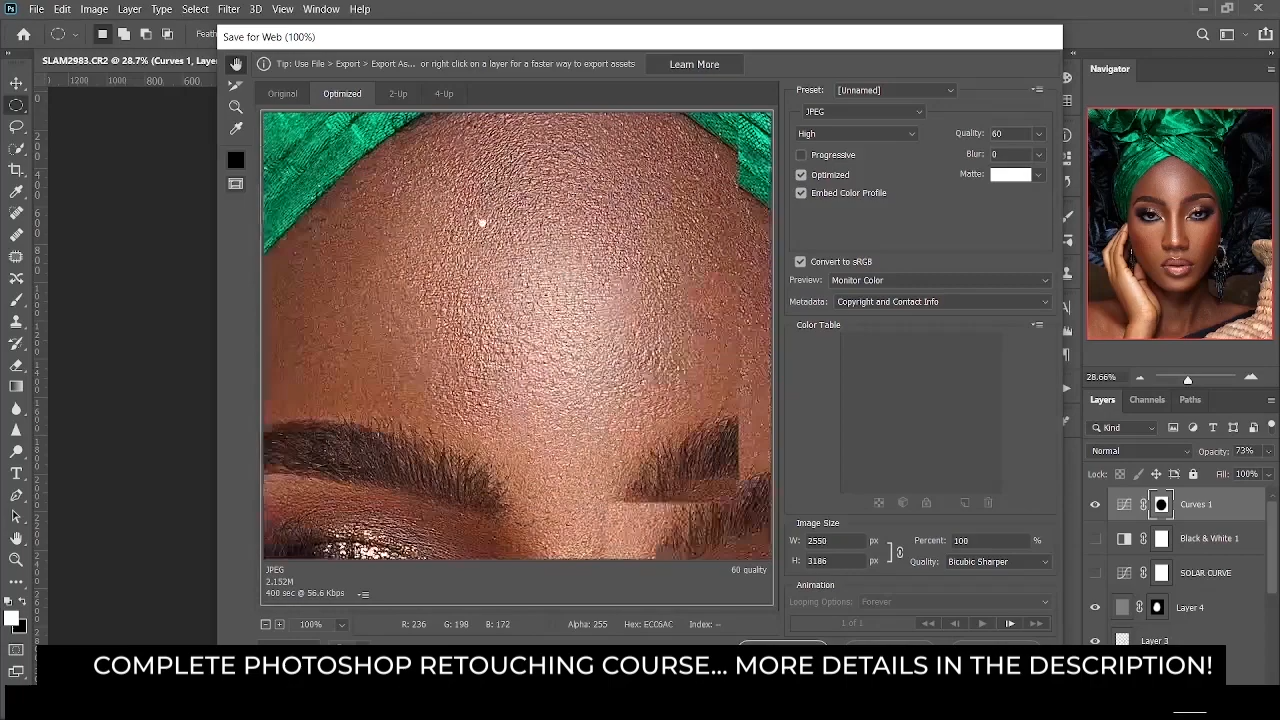 Ps File Edit Image Layer Type Select Filter 3D View Window Help
Feath
SLAM2983.CR2 @ 28.7% (Curves 1, Laye
Save for Web (100%)
Tip: Use File > Export > Export As... or right click on a layer for a faster way to export assets
Learn More
Original Optimized 2-Up 4-Up
Preset: [Unnamed]
JPEG
High Quality: 60
Progressive Blur: 0
Optimized Matte:
Embed Color Profile
Convert to sRGB
Preview: Monitor Color
Metadata: Copyright and Contact Info
Color Table
Image Size
W: 2550 px Percent: 100 %
H: 3186 px Quality: Bicubic Sharper
Animation
Looping Options: Forever
1 of 1
JPEG 60 quality
2.152M
400 sec @ 56.6 Kbps
100% R: 236 G: 198 B: 172 Alpha: 255 Hex: ECC6AC Index: --
Navigator
28.66%
Layers Channels Paths
Kind
Normal Opacity: 73%
Lock: Fill: 100%
Curves 1
Black & White 1
SOLAR CURVE
Layer 4
Layer 3
COMPLETE PHOTOSHOP RETOUCHING COURSE... MORE DETAILS IN THE DESCRIPTION!